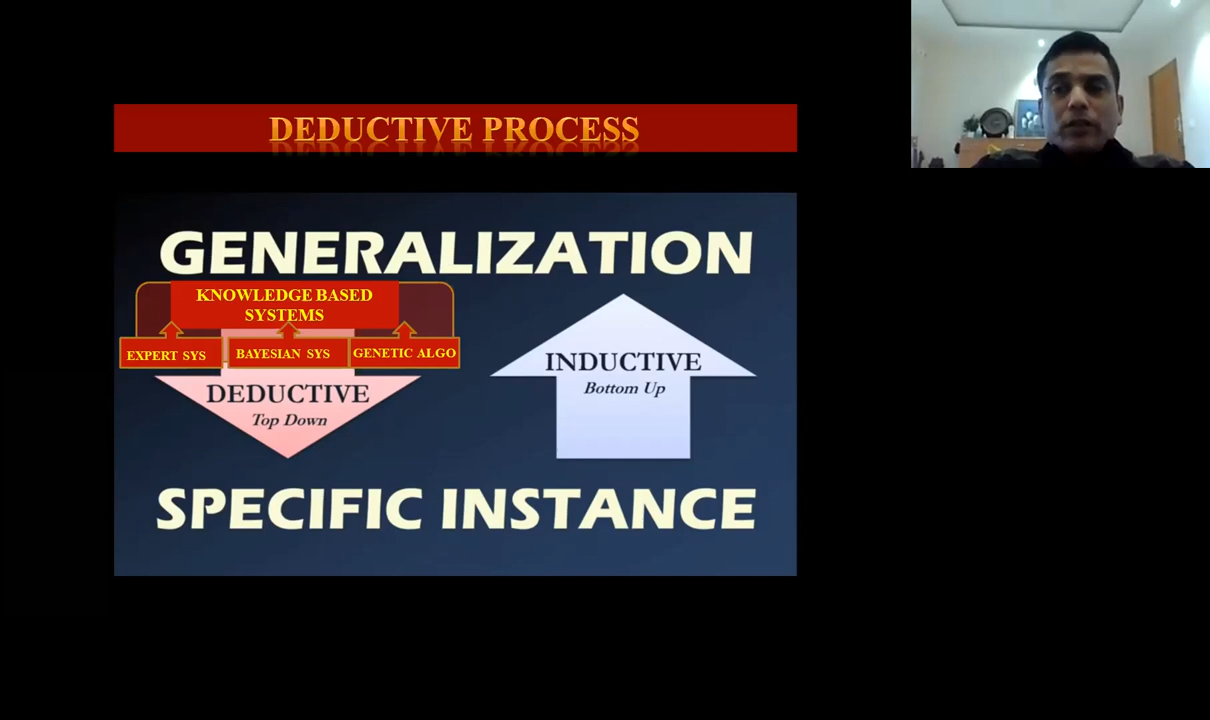 DEDUCTIVE PROCESS
GENERALIZATION
KNOWLEDGE BASED
SYSTEMS
EXPERT SYS
BAYESIAN SYS
GENETIC ALGO
DEDUCTIVE
Top Down
INDUCTIVE
Bottom Up
SPECIFIC INSTANCE